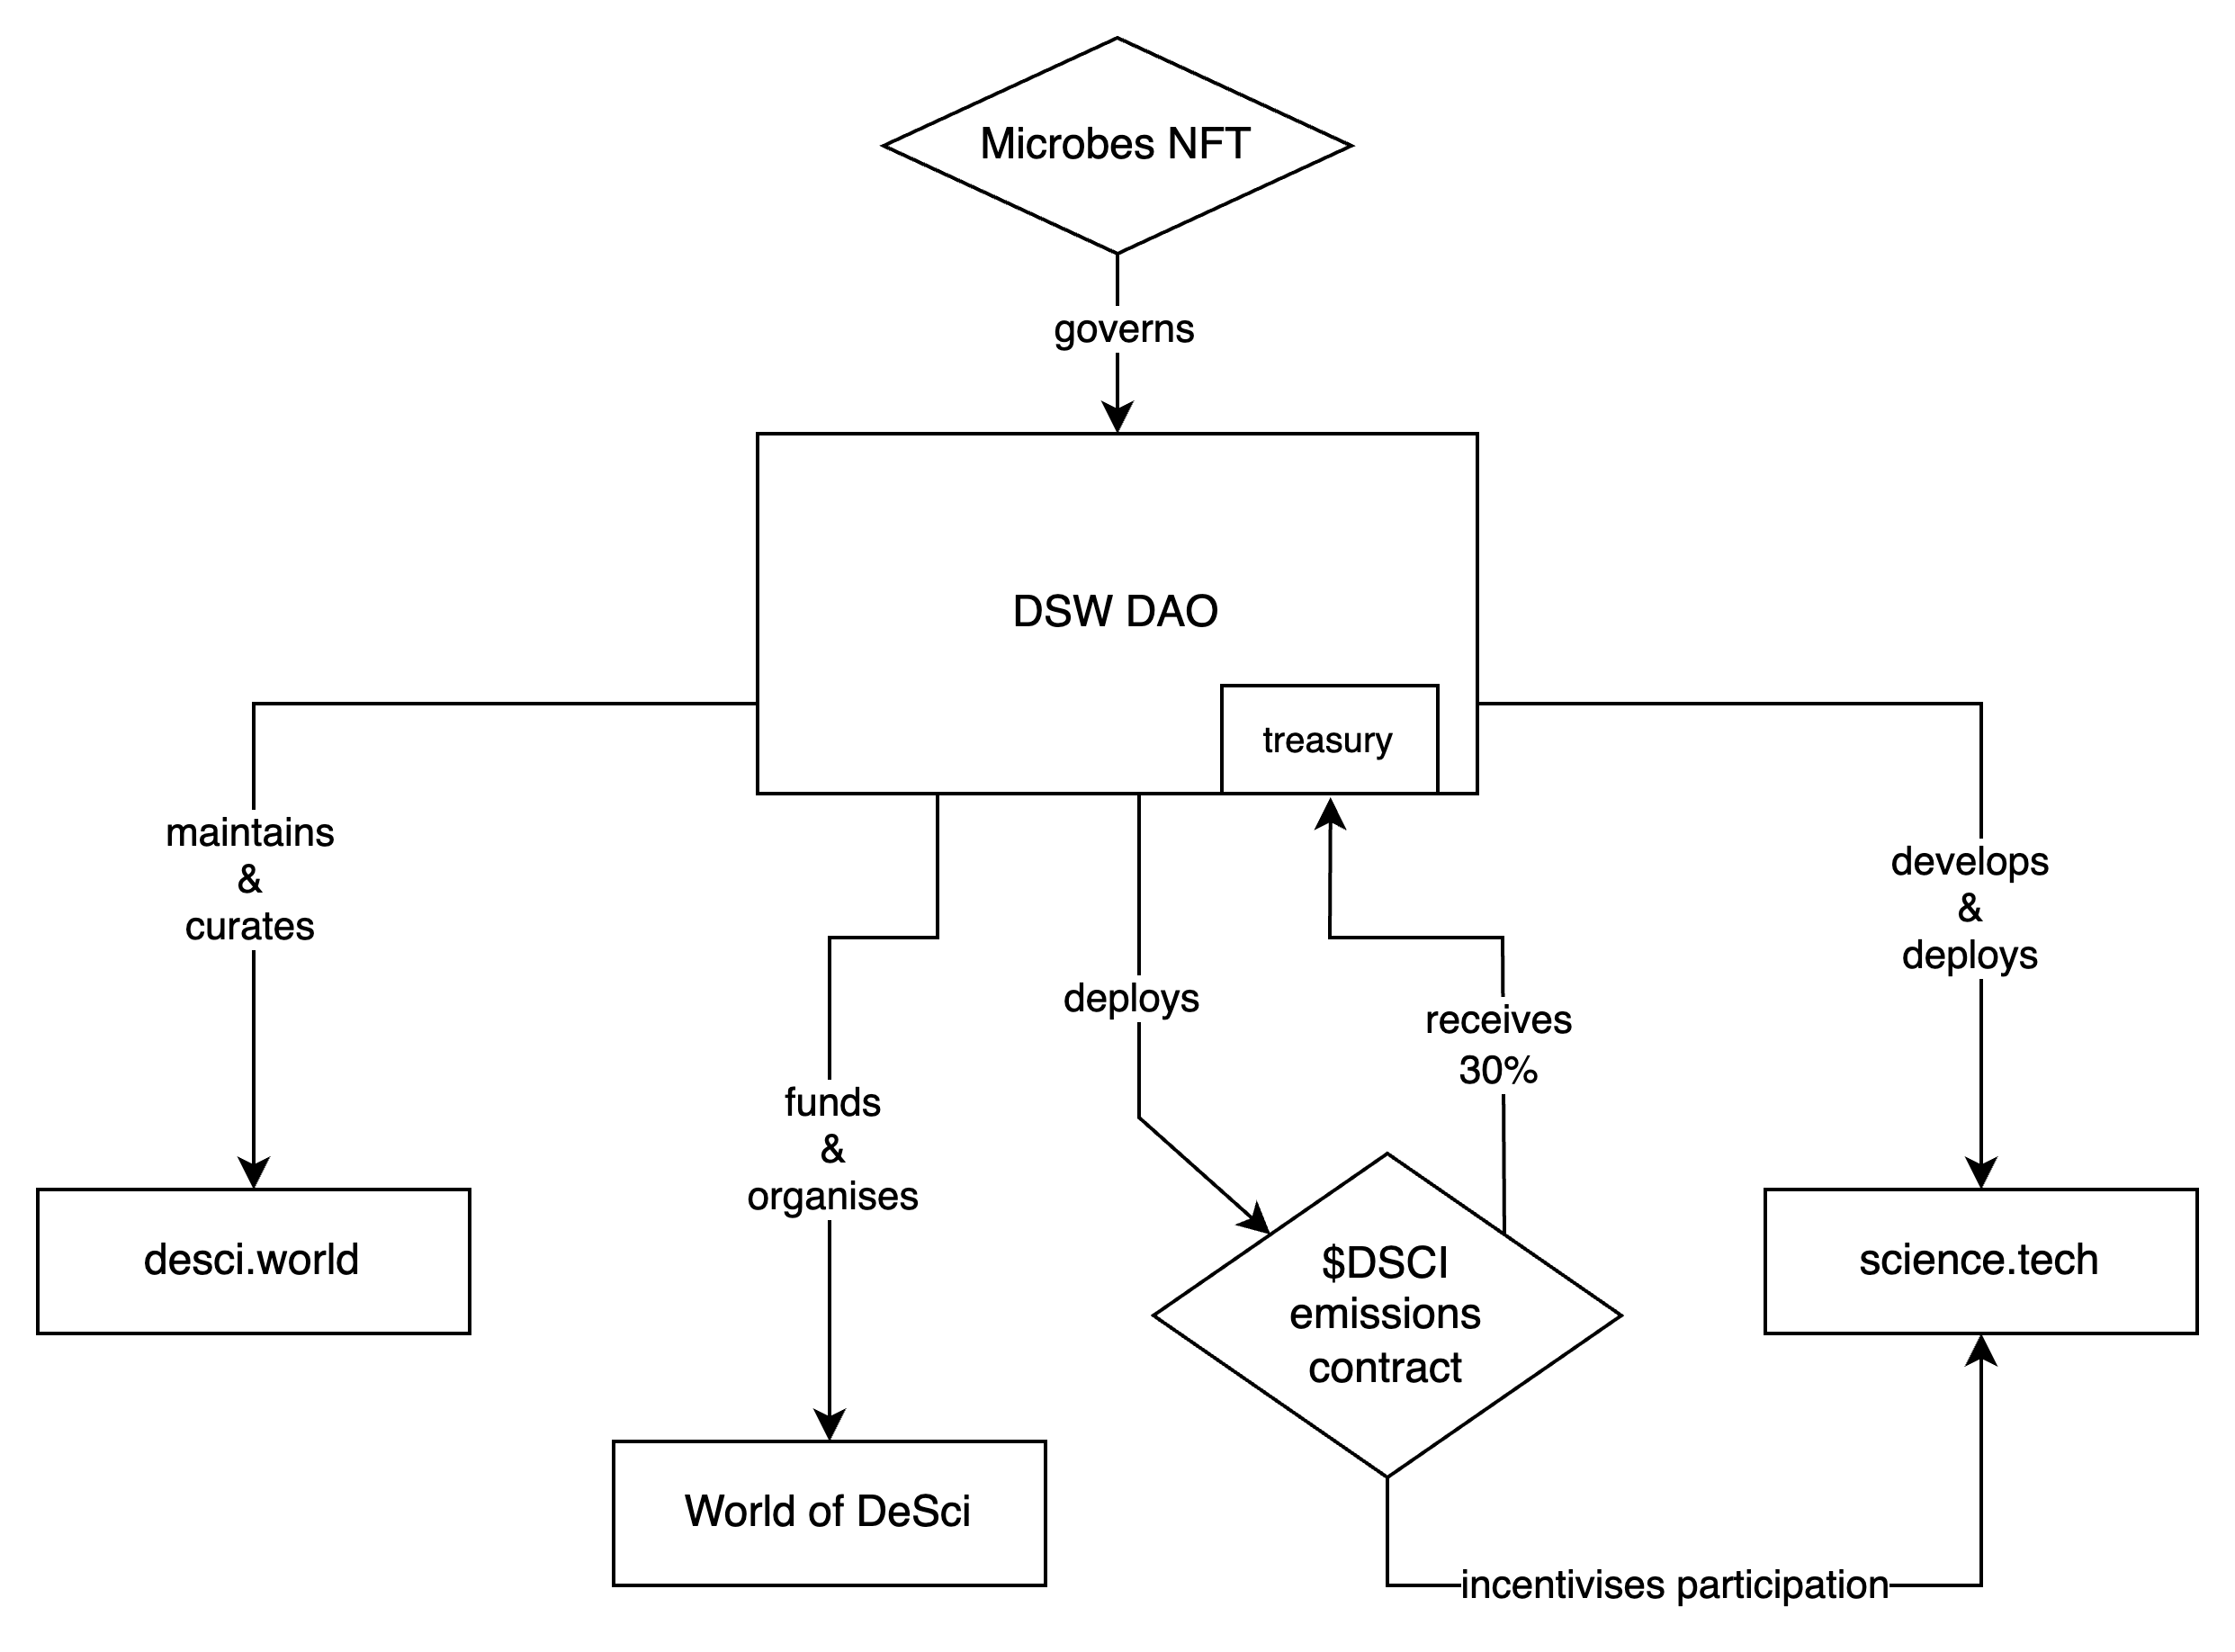 Microbes NFT
governs
DSW DAO
treasury
maintains
&
curates
develops
&
deploys
deploys
receives
30%
funds
&
organises
desci.world
$DSCI
emissions
contract
science.tech
World of DeSci
incentivises participation